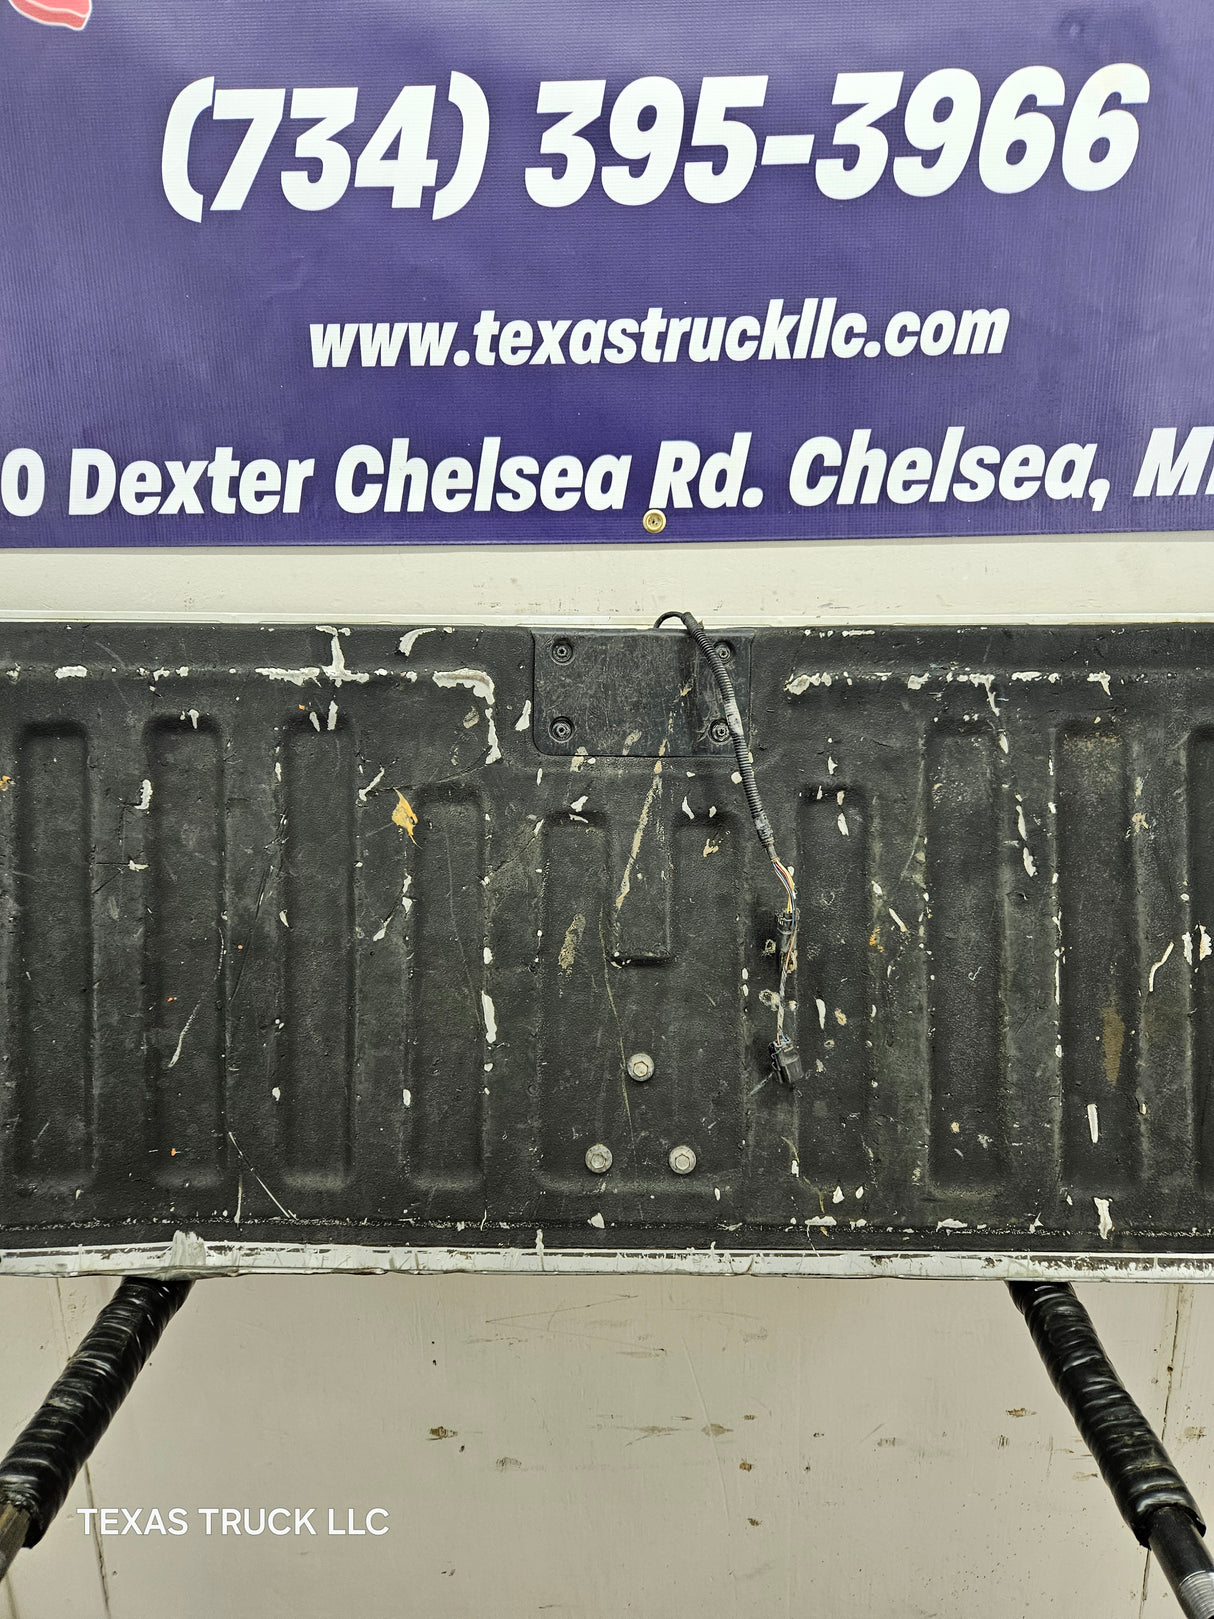 (734) 395-3966
www.texastruckllc.com
0 Dexter Chelsea Rd. Chelsea, MI
TEXAS TRUCK LLC